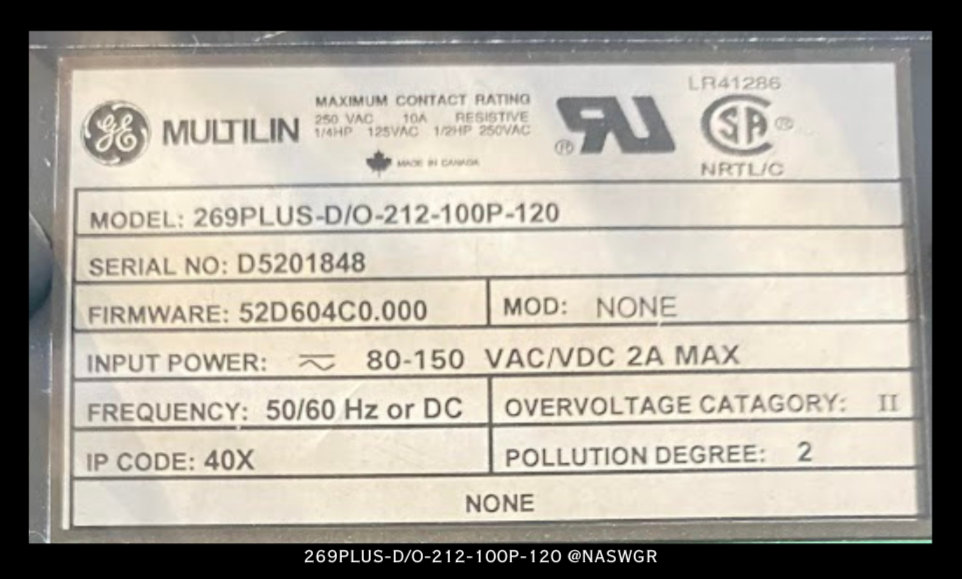 LR41286
GE MULTILIN
MAXIMUM CONTACT RATING
250 VAC 10A RESISTIVE
1/4HP 125VAC 1/2HP 250VAC
MADE IN CANADA
RU ®
SA ®
NRTL/C
MODEL: 269PLUS-D/O-212-100P-120
SERIAL NO: D5201848
FIRMWARE: 52D604C0.000
MOD: NONE
INPUT POWER: 80-150 VAC/VDC 2A MAX
FREQUENCY: 50/60 Hz or DC
OVERVOLTAGE CATAGORY: II
IP CODE: 40X
POLLUTION DEGREE: 2
NONE
269PLUS-D/O-212-100P-120 @NASWGR